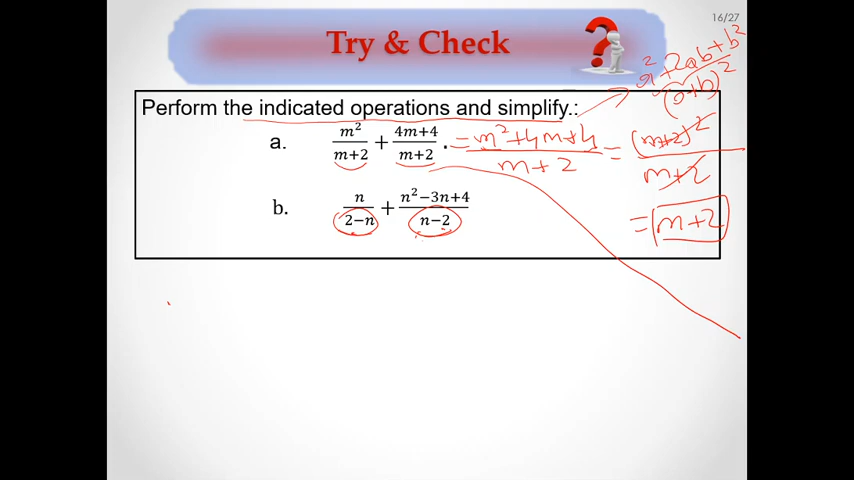 16/27
Try & Check
a²+2ab+b²
(a+b)²
Perform the indicated operations and simplify.:
a. m²/(m+2) + (4m+4)/(m+2) . = (m²+4m+4)/(m+2) = (m+2)²/(m+2)
= m+2
b. n/(2−n) + (n²−3n+4)/(n−2)